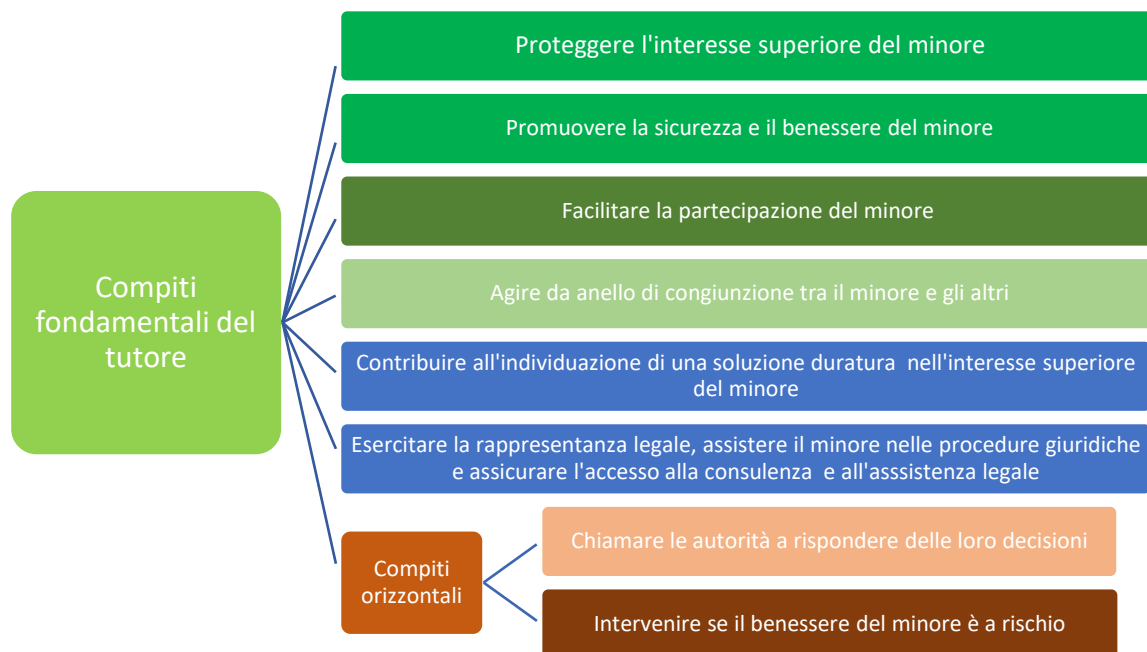 Proteggere l'interesse superiore del minore
Promuovere la sicurezza e il benessere del minore
Facilitare la partecipazione del minore
Compiti
fondamentali del
tutore
Agire da anello di congiunzione tra il minore e gli altri
Contribuire all'individuazione di una soluzione duratura  nell'interesse superiore
del minore
Esercitare la rappresentanza legale, assistere il minore nelle procedure giuridiche
e assicurare l'accesso alla consulenza  e all'asssistenza legale
Compiti
orizzontali
Chiamare le autorità a rispondere delle loro decisioni
Intervenire se il benessere del minore è a rischio